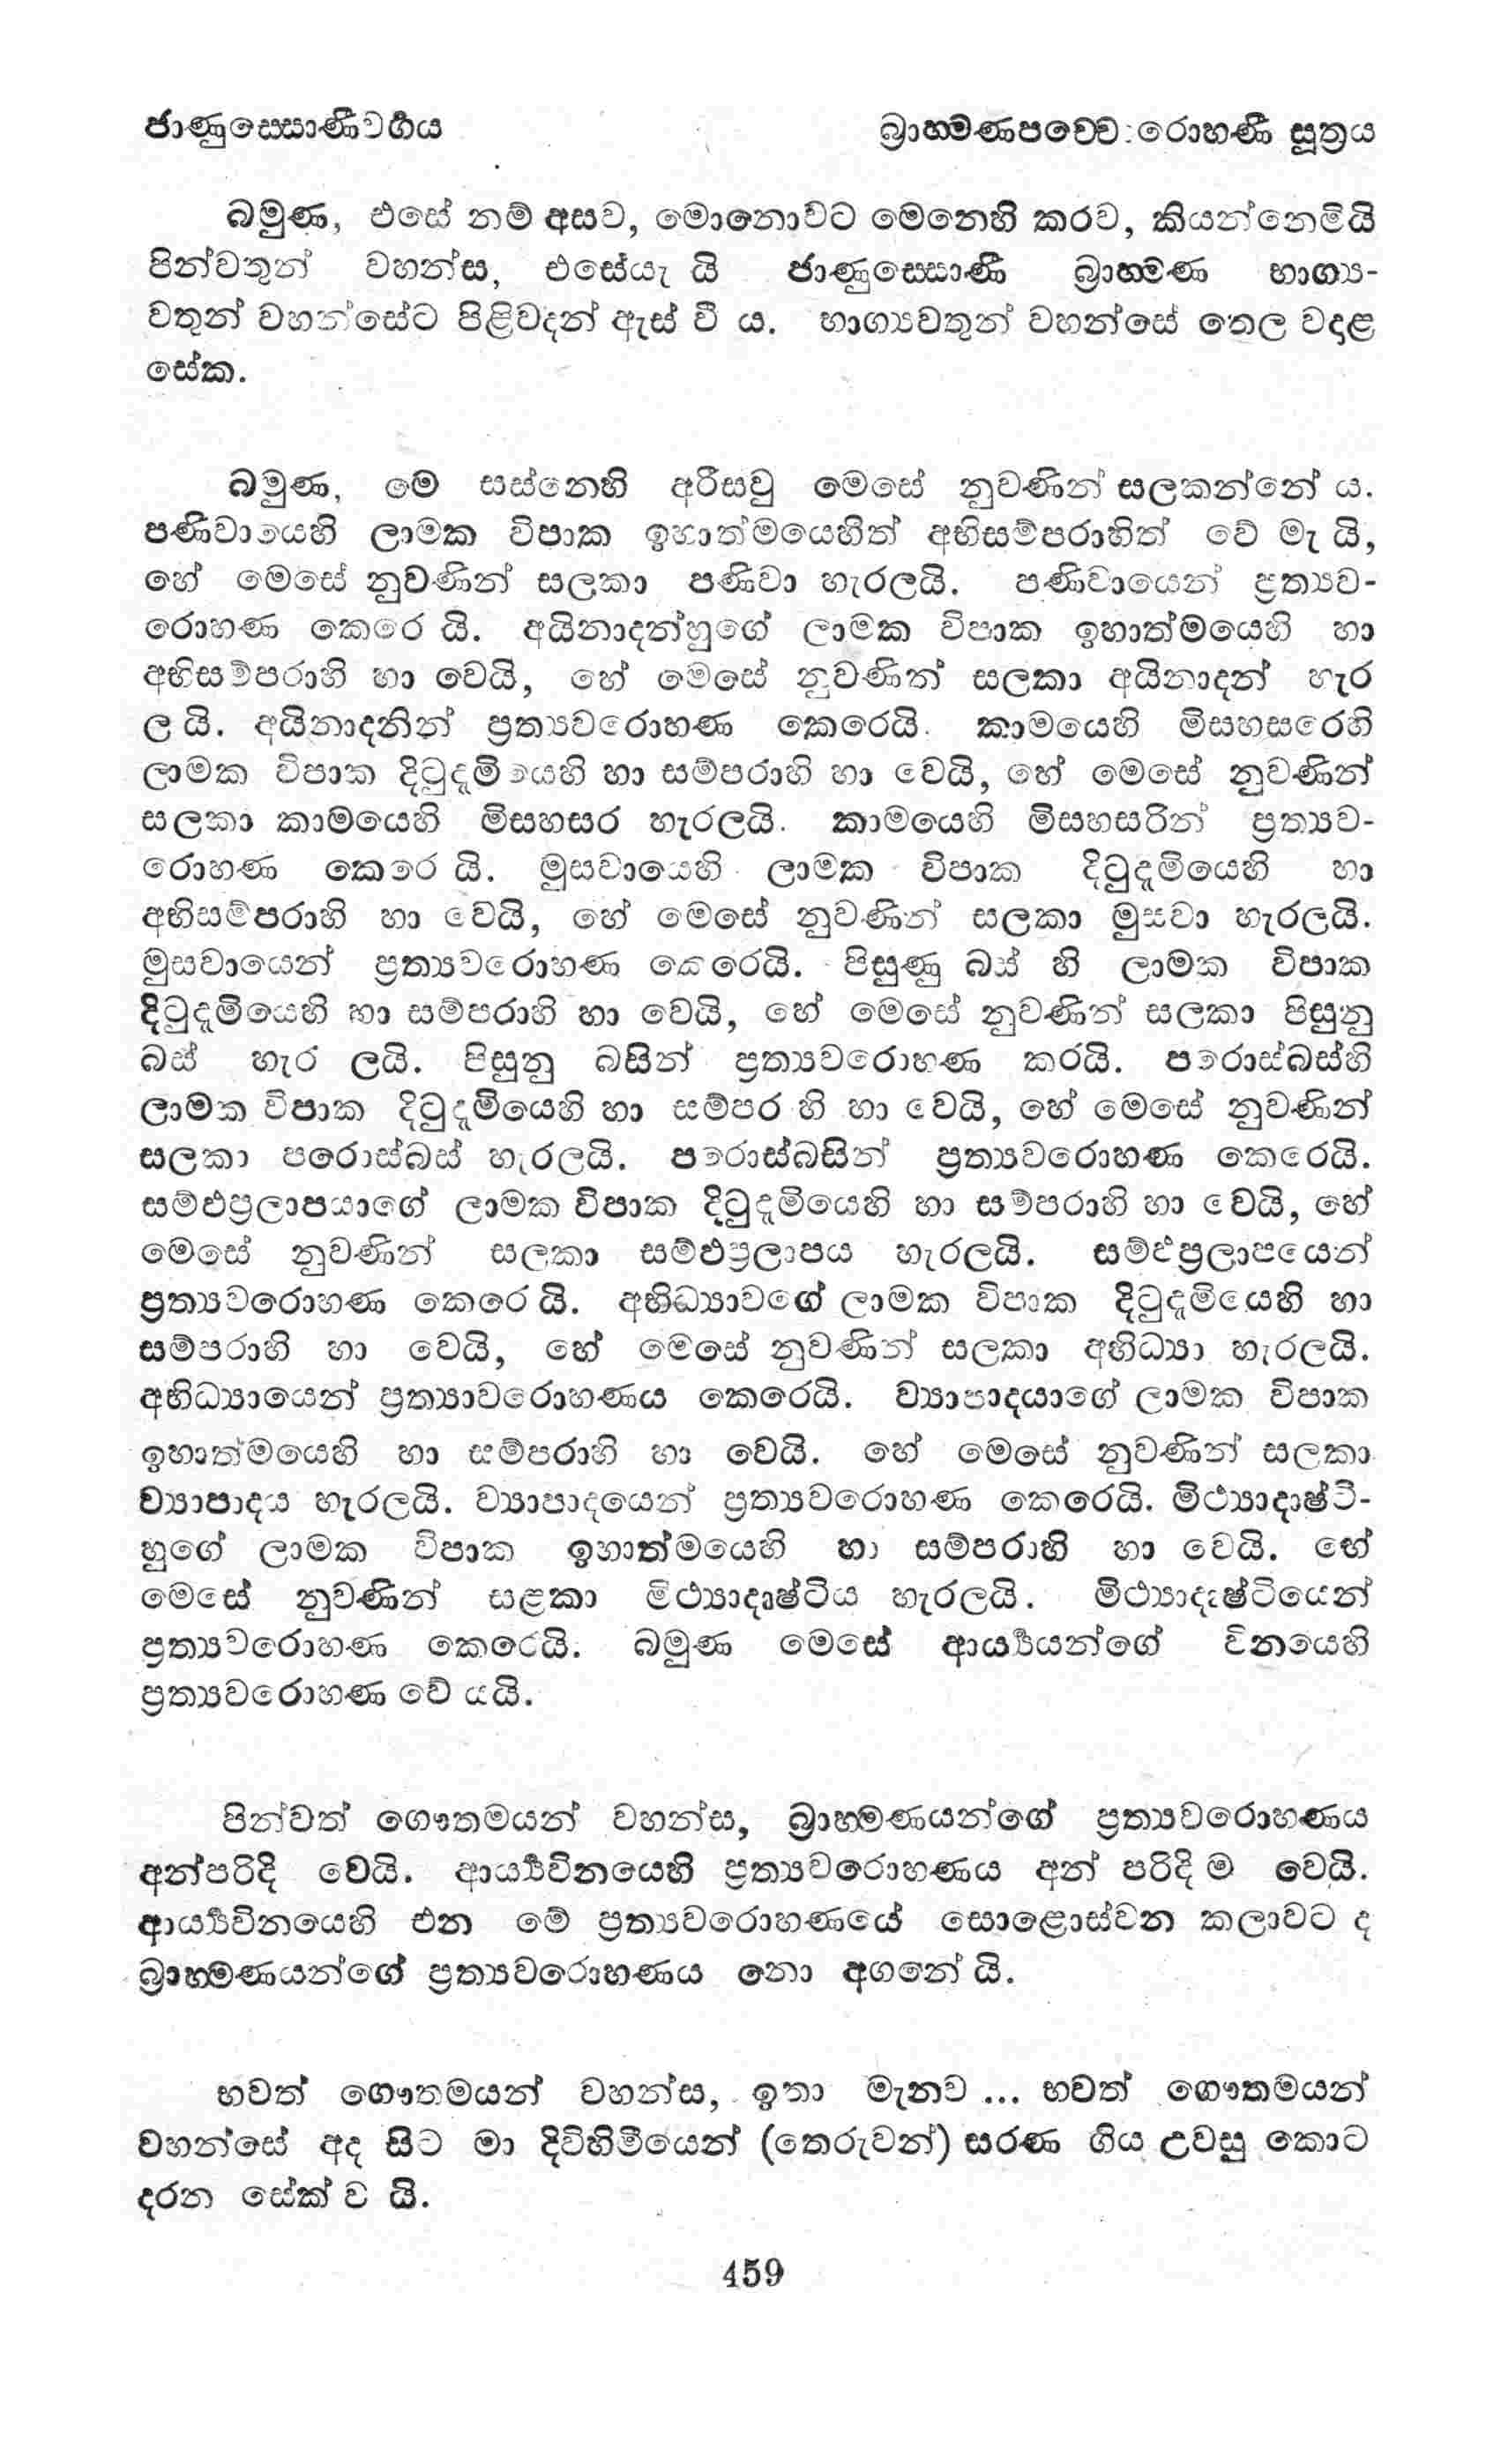 ජාණුස්සොණිවර්ගය
බ්‍රාහ්මණපච්චොරොහණී සූත්‍රය
බමුණ, එසේ නම් අසව, මොනොවට මෙනෙහි කරව, කියන්නෙමියි
පින්වතුන් වහන්ස, එසේයැ යි ජාණුස්සොණි බ්‍රාහ්මණ භාග්‍ය-
වතුන් වහන්සේට පිළිවදන් ඇස් වී ය. භාග්‍යවතුන් වහන්සේ තෙල වදාළ
සේක.
බමුණ, මෙ සස්නෙහි අරිසවු මෙසේ නුවණින් සලකන්නේ ය.
පණිවායෙහි ලාමක විපාක ඉහාත්මයෙහිත් අභිසම්පරාහිත් වේ මැ යි,
හේ මෙසේ නුවණින් සලකා පණිවා හැරලයි. පණිවායෙන් ප්‍රත්‍යව-
රොහණ කෙරෙ යි. අයිනාදන්හුගේ ලාමක විපාක ඉහාත්මයෙහි හා
අභිසම්පරාහි හා වෙයි, හේ මෙසේ නුවණින් සලකා අයිනාදන් හැර
ල යි. අයිනාදනින් ප්‍රත්‍යවරොහණ කෙරෙයි. කාමයෙහි මිසහසරෙහි
ලාමක විපාක දිටුදැමියෙහි හා සම්පරාහි හා වෙයි, හේ මෙසේ නුවණින්
සලකා කාමයෙහි මිසහසර හැරලයි. කාමයෙහි මිසහසරින් ප්‍රත්‍යව-
රොහණ කෙරෙ යි. මුසවායෙහි ලාමක විපාක දිටුදැමියෙහි හා
අභිසම්පරාහි හා වෙයි, හේ මෙසේ නුවණින් සලකා මුසවා හැරලයි.
මුසවායෙන් ප්‍රත්‍යවරොහණ කෙරෙයි. පිසුණු බස් හි ලාමක විපාක
දිටුදැමියෙහි හා සම්පරාහි හා වෙයි, හේ මෙසේ නුවණින් සලකා පිසුනු
බස් හැර ලයි. පිසුනු බසින් ප්‍රත්‍යවරොහණ කරයි. පරොස්බස්හි
ලාමක විපාක දිටුදැමියෙහි හා සම්පර හි හා වෙයි, හේ මෙසේ නුවණින්
සලකා පරොස්බස් හැරලයි. පරොස්බසින් ප්‍රත්‍යවරොහණ කෙරෙයි.
සම්ඵප්‍රලාපයාගේ ලාමක විපාක දිටුදැමියෙහි හා සම්පරාහි හා වෙයි, හේ
මෙසේ නුවණින් සලකා සම්ඵප්‍රලාපය හැරලයි. සම්ඵප්‍රලාපයෙන්
ප්‍රත්‍යවරොහණ කෙරෙ යි. අභිධ්‍යාවගේ ලාමක විපාක දිටුදැමියෙහි හා
සම්පරාහි හා වෙයි, හේ මෙසේ නුවණින් සලකා අභිධ්‍යා හැරලයි.
අභිධ්‍යායෙන් ප්‍රත්‍යාවරොහණය කෙරෙයි. ව්‍යාපාදයාගේ ලාමක විපාක
ඉහාත්මයෙහි හා සම්පරාහි හා වෙයි. හේ මෙසේ නුවණින් සලකා
ව්‍යාපාදය හැරලයි. ව්‍යාපාදයෙන් ප්‍රත්‍යවරොහණ කෙරෙයි. මිථ්‍යාදෘෂ්ටි-
හුගේ ලාමක විපාක ඉහාත්මයෙහි හා සම්පරාහි හා වෙයි. හේ
මෙසේ නුවණින් සළකා මිථ්‍යාදෘෂ්ටිය හැරලයි. මිථ්‍යාදෘෂ්ටියෙන්
ප්‍රත්‍යවරොහණ කෙරෙයි. බමුණ මෙසේ ආර්‍ය්‍යයන්ගේ විනයෙහි
ප්‍රත්‍යවරොහණ වේ යයි.
පින්වත් ගෞතමයන් වහන්ස, බ්‍රාහ්මණයන්ගේ ප්‍රත්‍යවරොහණය
අන්පරිදි වෙයි. ආර්‍ය්‍යවිනයෙහි ප්‍රත්‍යවරොහණය අන් පරිදි ම වෙයි.
ආර්‍ය්‍යවිනයෙහි එන මේ ප්‍රත්‍යවරොහණයේ සොළොස්වන කලාවට ද
බ්‍රාහ්මණයන්ගේ ප්‍රත්‍යවරොහණය නො අගනේ යි.
භවත් ගෞතමයන් වහන්ස, ඉතා මැනව ... භවත් ගෞතමයන්
වහන්සේ අද සිට මා දිවිහිමියෙන් (තෙරුවන්) සරණ ගිය උවසු කොට
දරන සේක් ව යි.
459